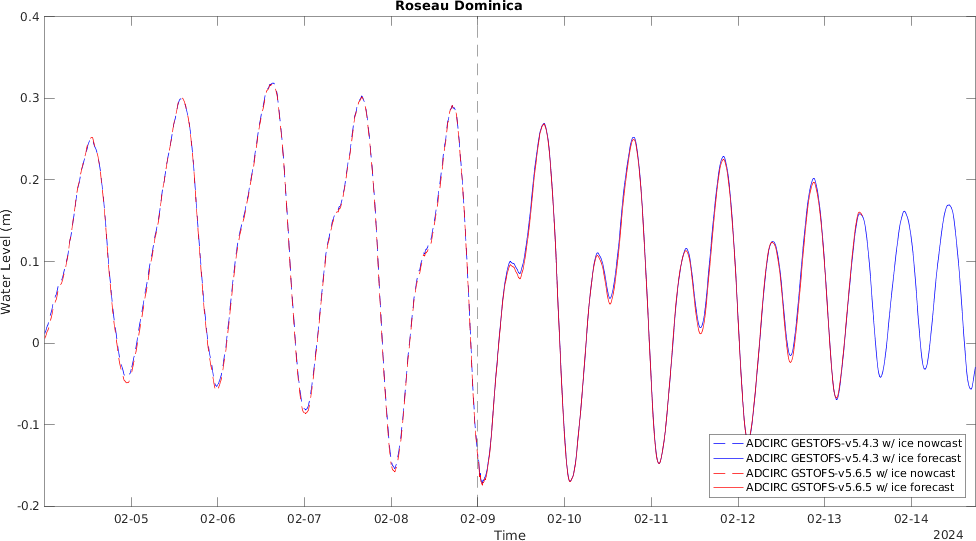 Roseau Dominica
0.4
0.3
0.2
0.1
0
-0.1
-0.2
Water Level (m)
02-05 02-06 02-07 02-08 02-09 02-10 02-11 02-12 02-13 02-14
Time
2024
ADCIRC GESTOFS-v5.4.3 w/ ice nowcast
ADCIRC GESTOFS-v5.4.3 w/ ice forecast
ADCIRC GSTOFS-v5.6.5 w/ ice nowcast
ADCIRC GSTOFS-v5.6.5 w/ ice forecast